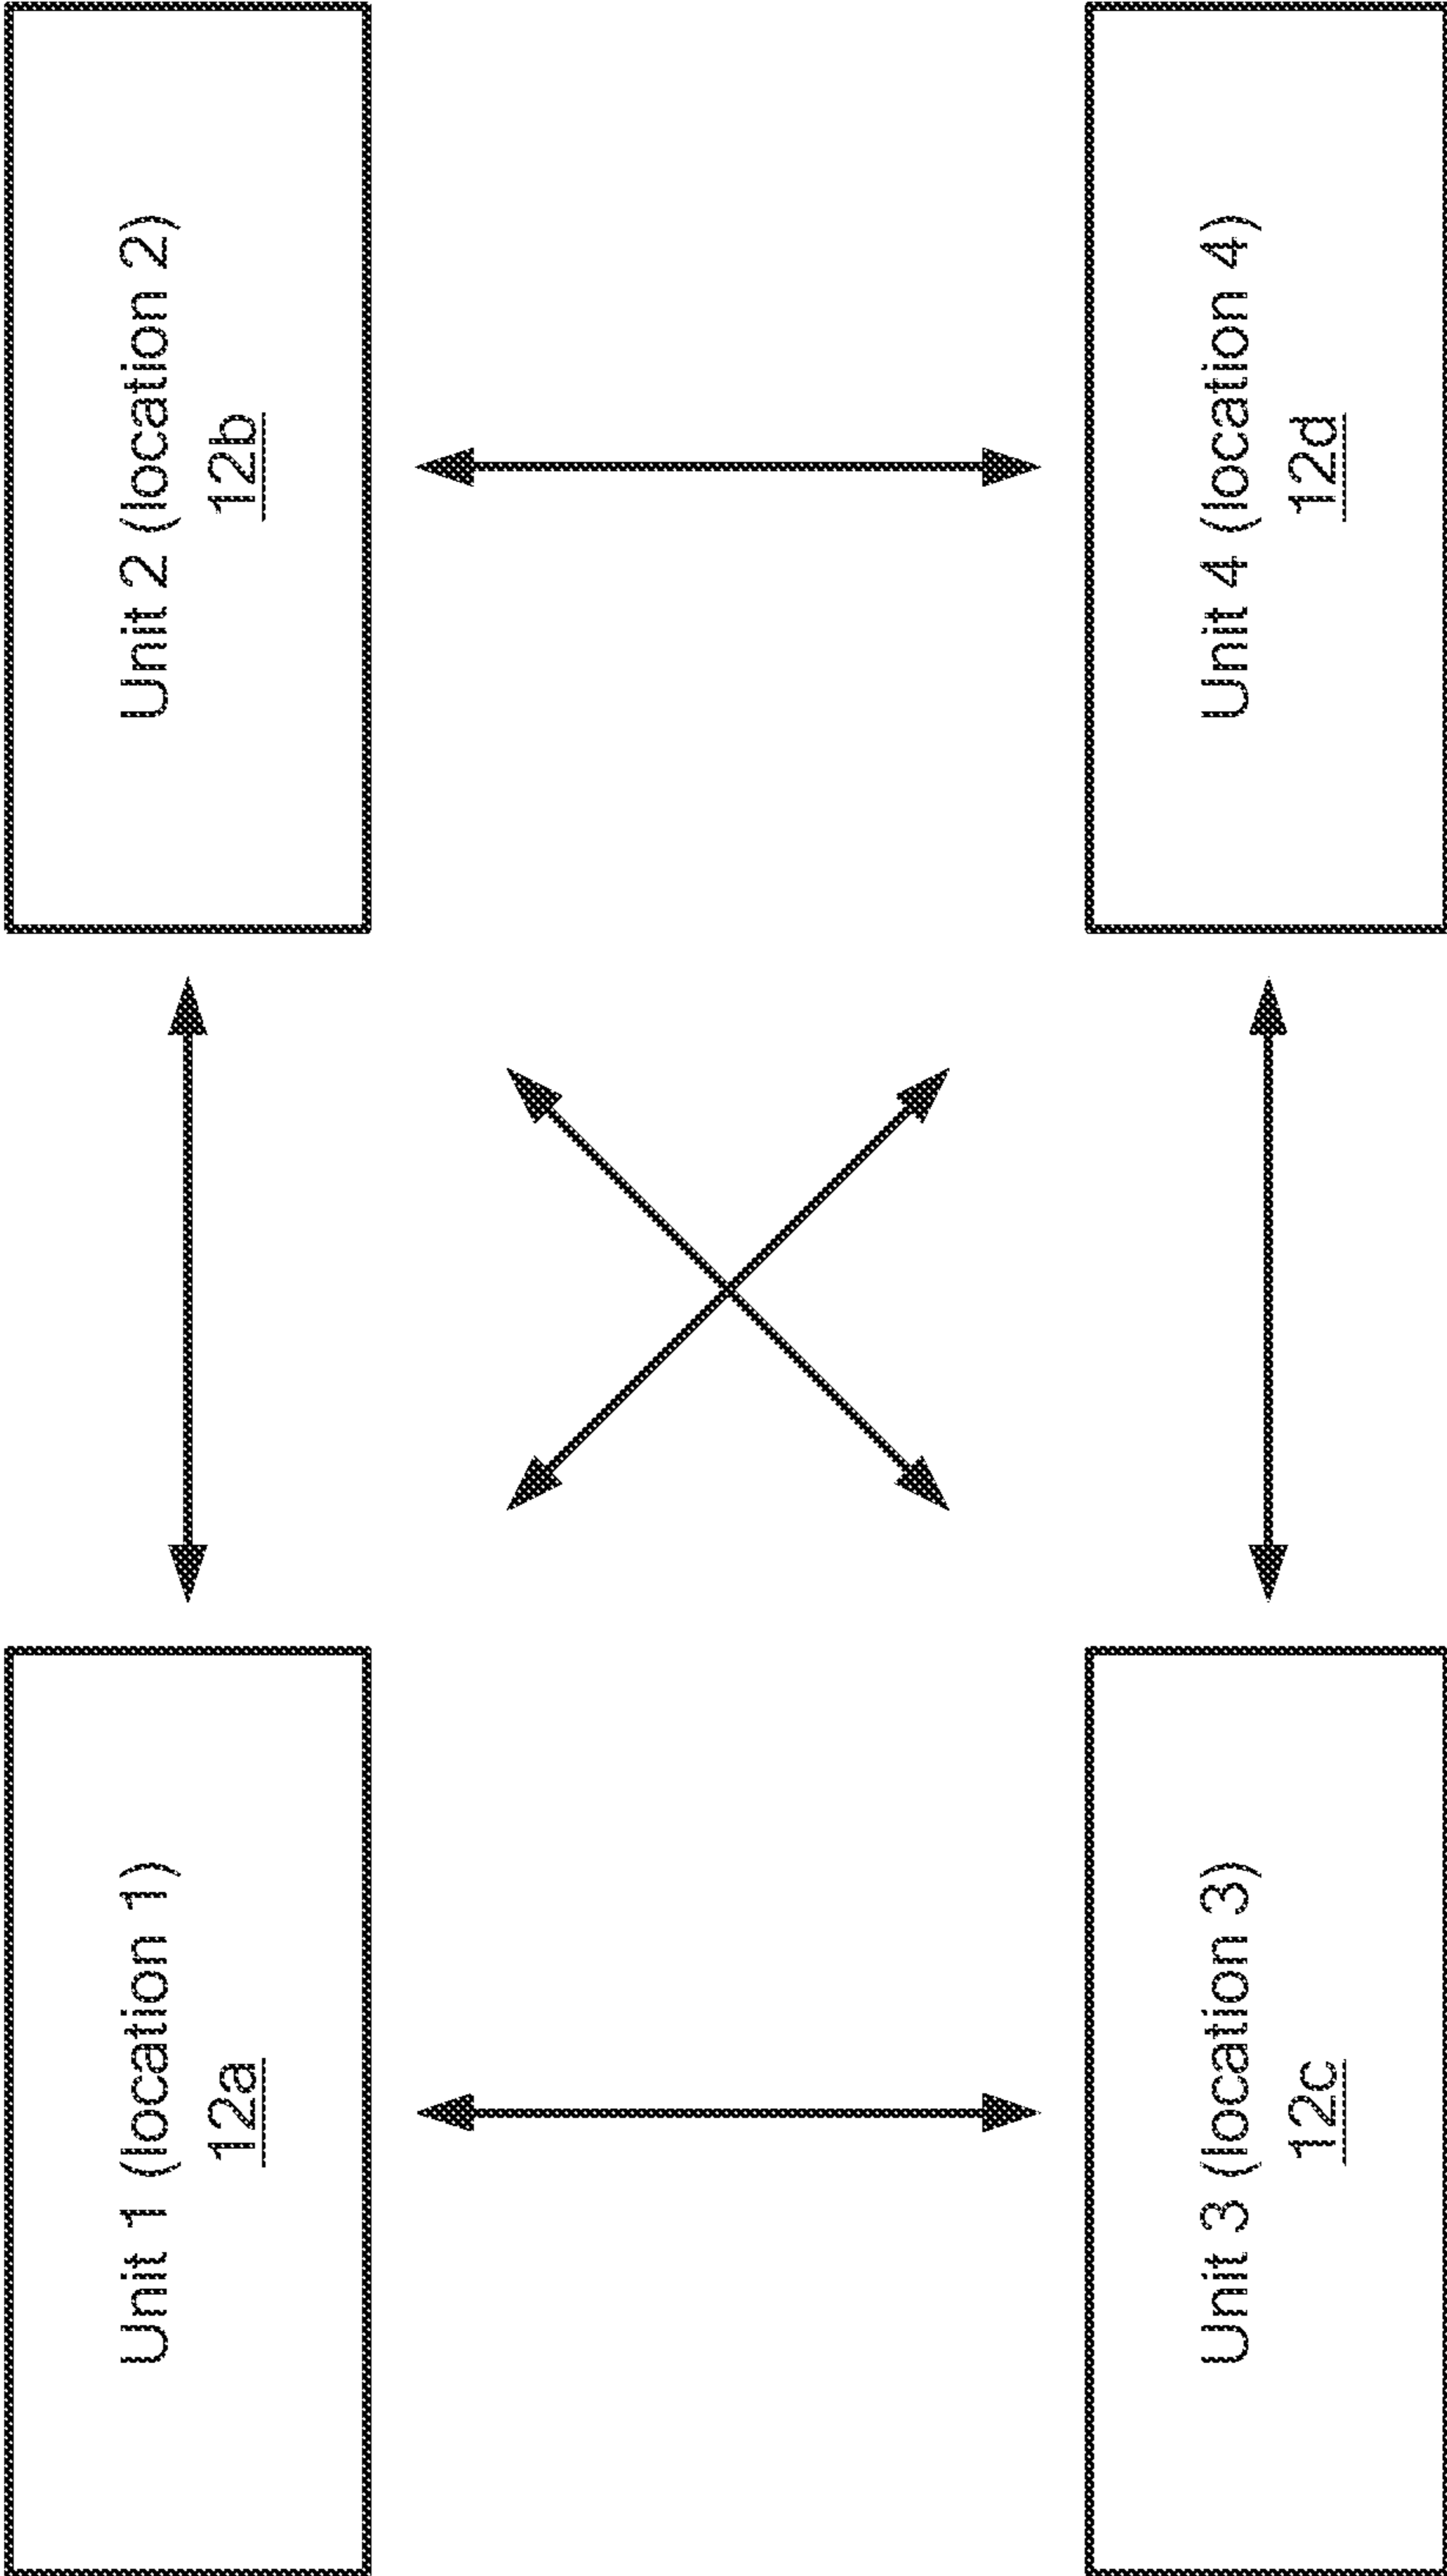 Unit 1 (location 1)
12a
Unit 2 (location 2)
12b
Unit 3 (location 3)
12c
Unit 4 (location 4)
12d